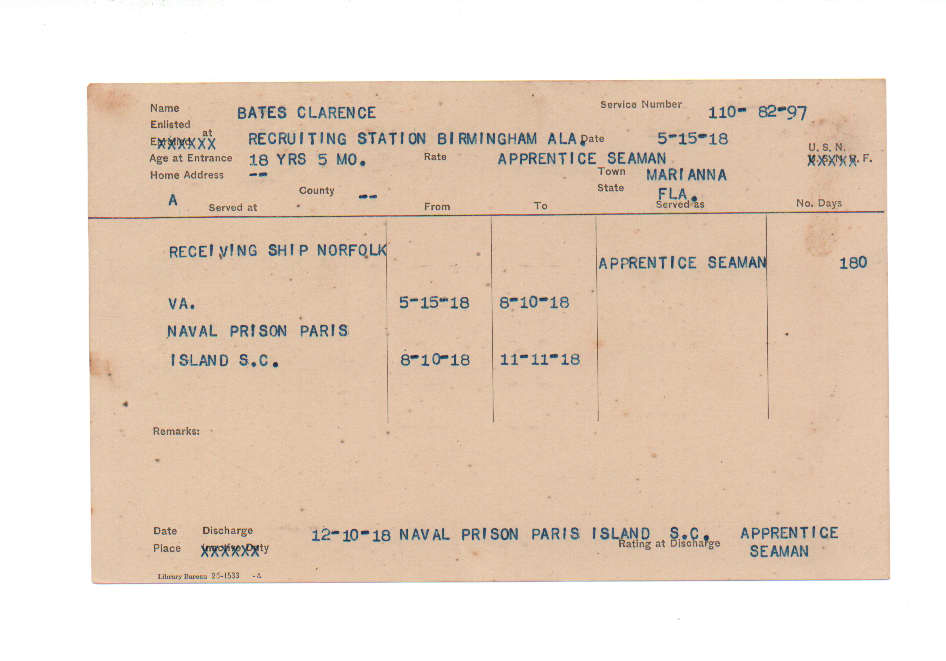 Name BATES CLARENCE Service Number 110- 82-97
Enlisted
at RECRUITING STATION BIRMINGHAM ALA. Date 5-15-18 U. S. N.
Age at Entrance 18 YRS 5 MO. Rate APPRENTICE SEAMAN
Home Address -- Town MARIANNA
County -- State FLA.
A Served at From To Served as No. Days
RECEIVING SHIP NORFOLK
APPRENTICE SEAMAN 180
VA. 5-15-18 8-10-18
NAVAL PRISON PARIS
ISLAND S.C. 8-10-18 11-11-18
Remarks:
Date Discharge 12-10-18 NAVAL PRISON PARIS ISLAND S.C. APPRENTICE
Place Rating at Discharge SEAMAN
Library Bureau 25-1533 -A